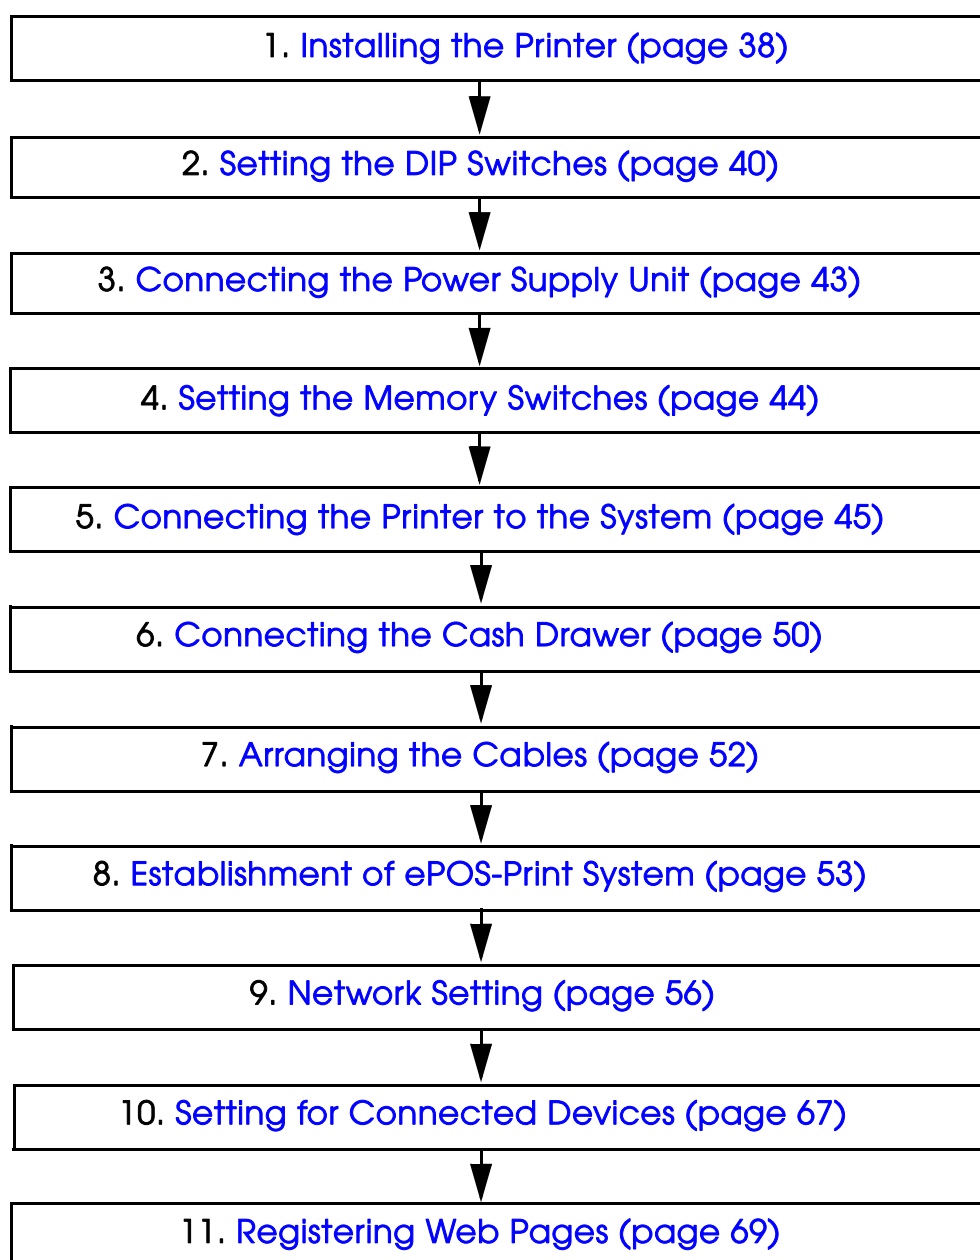 1. Installing the Printer (page 38)
2. Setting the DIP Switches (page 40)
3. Connecting the Power Supply Unit (page 43)
4. Setting the Memory Switches (page 44)
5. Connecting the Printer to the System (page 45)
6. Connecting the Cash Drawer (page 50)
7. Arranging the Cables (page 52)
8. Establishment of ePOS-Print System (page 53)
9. Network Setting (page 56)
10. Setting for Connected Devices (page 67)
11. Registering Web Pages (page 69)